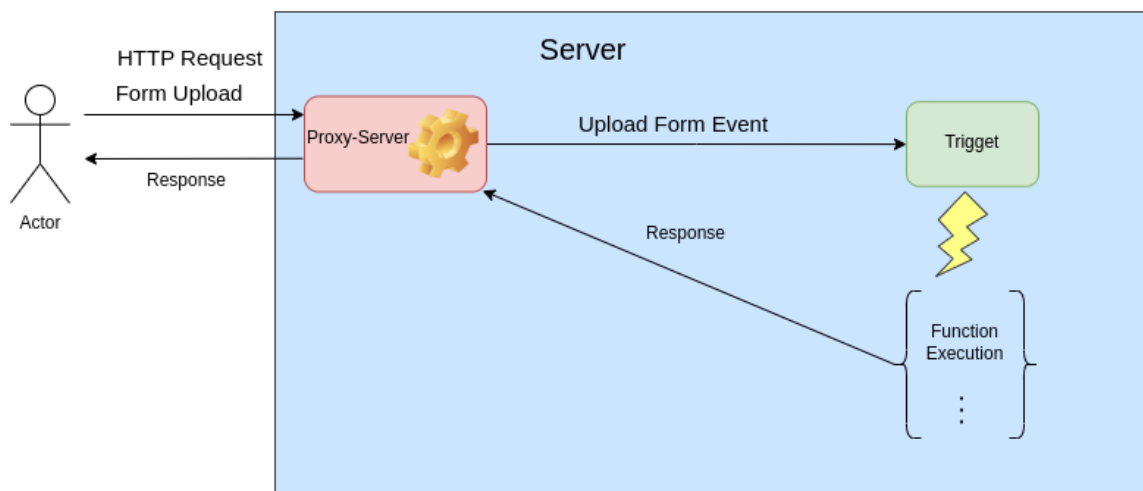 HTTP Request
Form Upload
Server
Proxy-Server
Upload Form Event
Trigget
Response
Actor
Response
Function
Execution
⋮